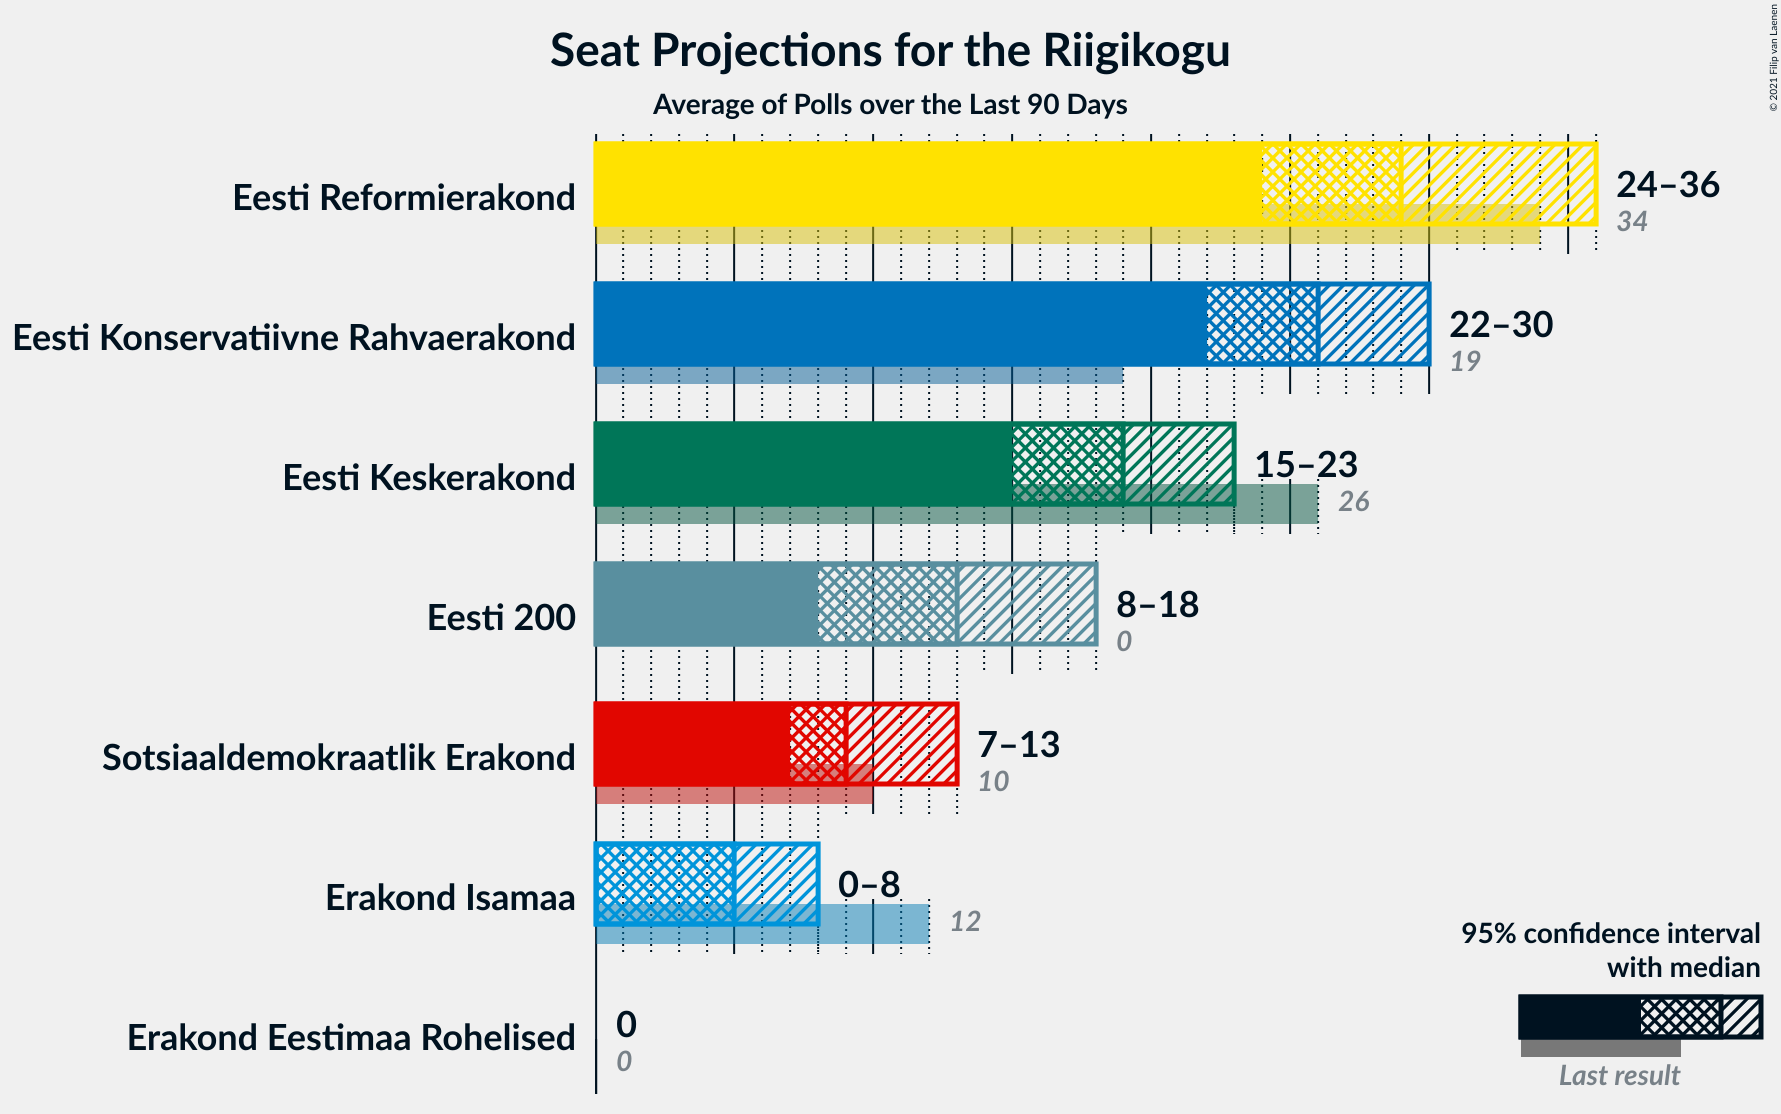 Seat Projections for the Riigikogu
Average of Polls over the Last 90 Days
© 2021 Filip van Laenen
Eesti Reformierakond
24–36
34
Eesti Konservatiivne Rahvaerakond
22–30
19
Eesti Keskerakond
15–23
26
Eesti 200
8–18
0
Sotsiaaldemokraatlik Erakond
7–13
10
Erakond Isamaa
0–8
12
Erakond Eestimaa Rohelised
0
0
95% confidence interval
with median
Last result